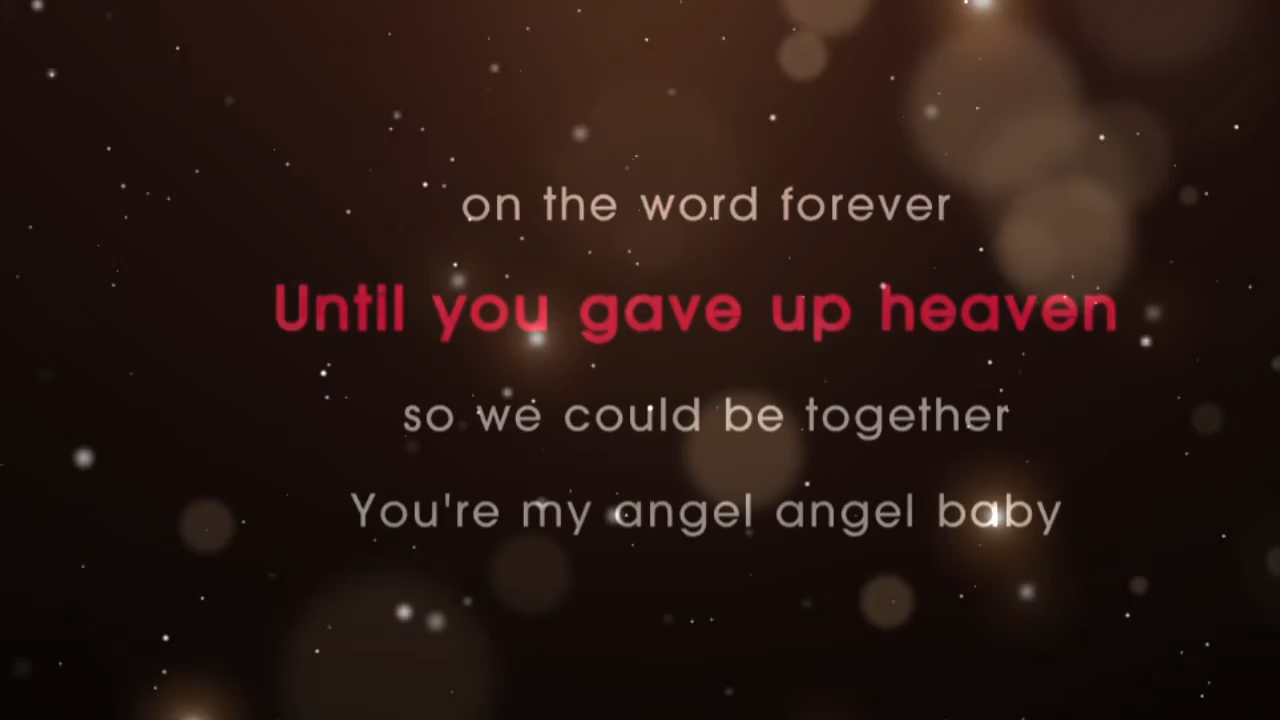 on the word forever
Until you gave up heaven
so we could be together
You're my angel angel baby